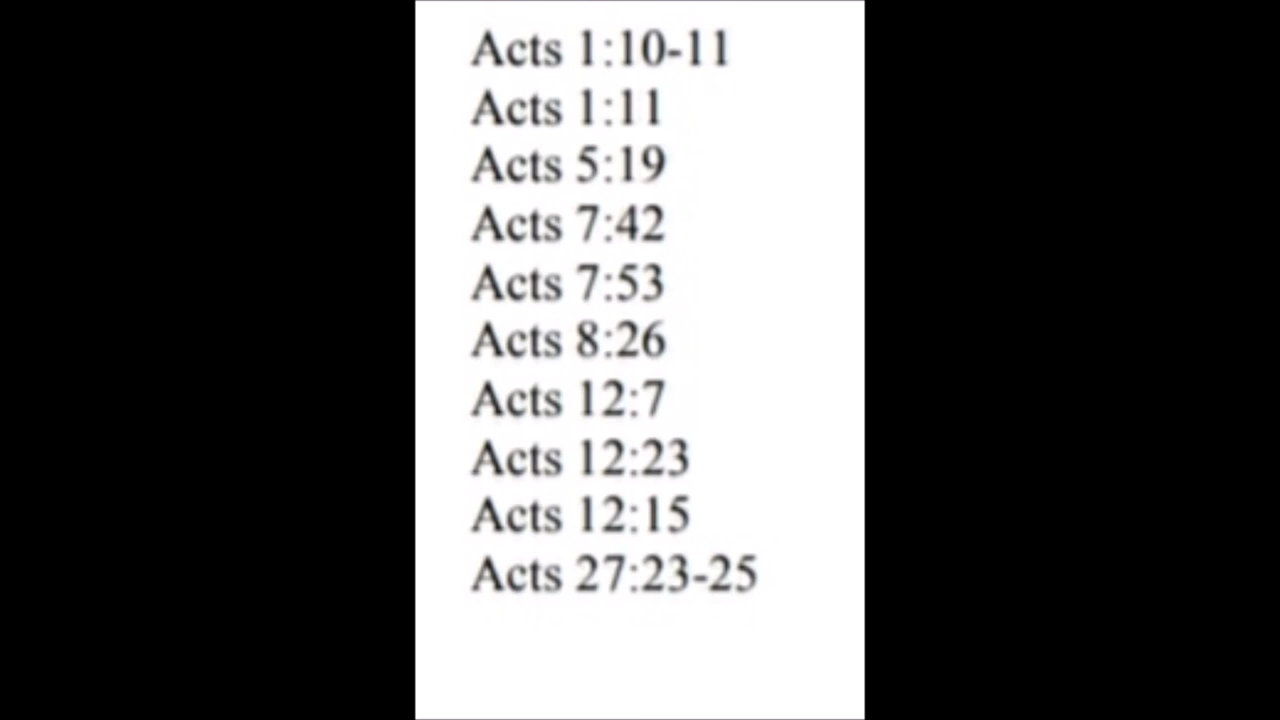 Acts 1:10-11
Acts 1:11
Acts 5:19
Acts 7:42
Acts 7:53
Acts 8:26
Acts 12:7
Acts 12:23
Acts 12:15
Acts 27:23-25